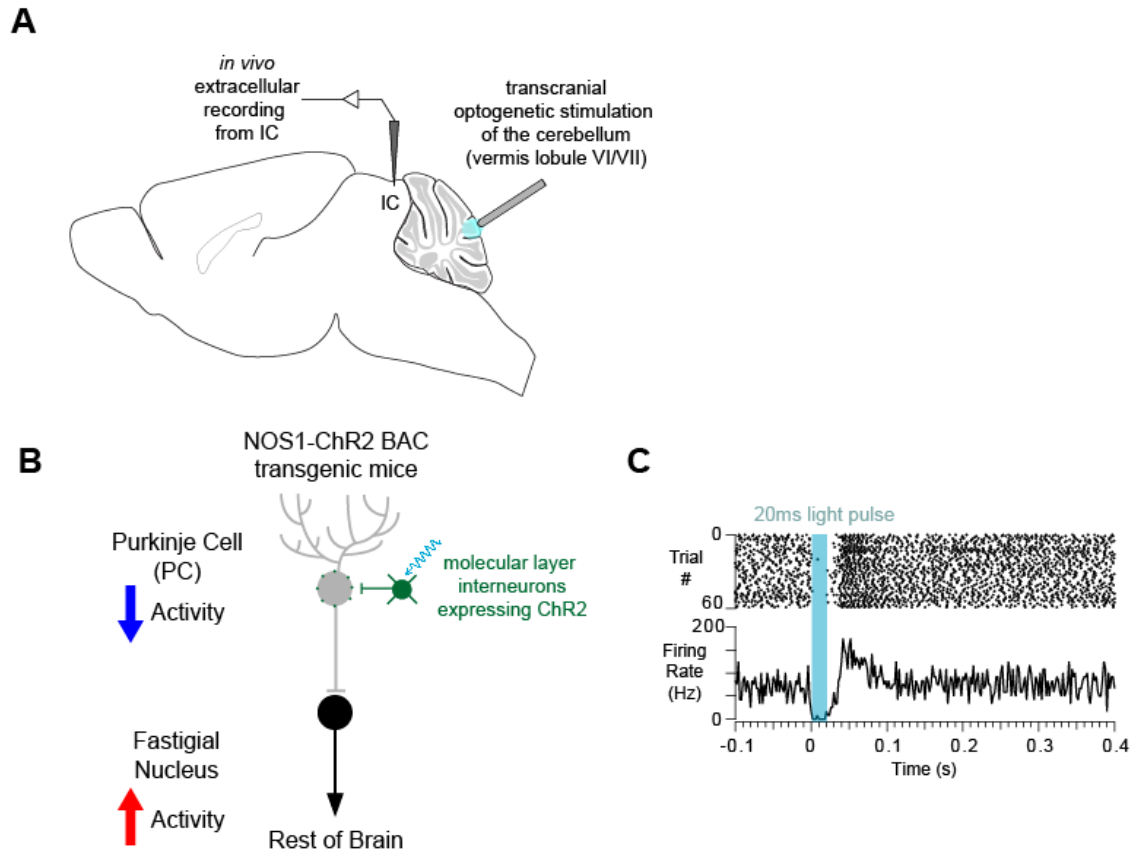 A
in vivo
extracellular
recording
from IC
transcranial
optogenetic stimulation
of the cerebellum
(vermis lobule VI/VII)
IC
B
NOS1-ChR2 BAC
transgenic mice
Purkinje Cell
(PC)
Activity
molecular layer
interneurons
expressing ChR2
Fastigial
Nucleus
Activity
Rest of Brain
C
20ms light pulse
0
Trial
#
60
200
Firing
Rate
(Hz)
0
-0.1 0 0.1 0.2 0.3 0.4
Time (s)